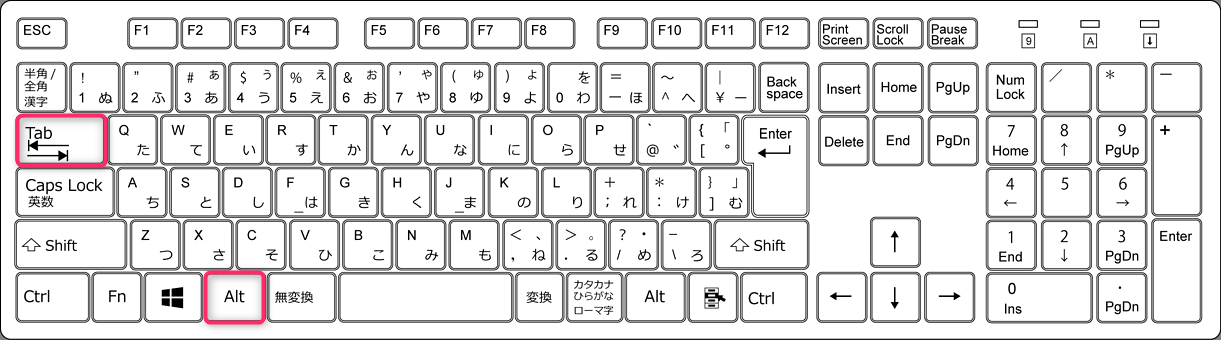 ESC F1 F2 F3 F4 F5 F6 F7 F8 F9 F10 F11 F12 Print Screen Scroll Lock Pause Break 9 A
半角/全角 漢字 ! 1 ぬ " 2 ふ # ぁ 3 あ $ ぅ 4 う % ぇ 5 え & ぉ 6 お ' ゃ 7 や ( ゅ 8 ゆ ) ょ 9 よ を 0 わ = ー ほ ～ ^ へ | ¥ ー Back space Insert Home PgUp Num Lock ／ * －
Tab Q た W て E い R す T か Y ん U な I に O ら P せ ` @ ゛ { 「 [ ° Enter Delete End PgDn 7 Home 8 ↑ 9 PgUp +
Caps Lock 英数 A ち S と D し F _は G き H く J _ま K の L り + ; れ * : け } 」 ] む 4 ← 5 6 →
Shift Z つ X さ C そ V ひ B こ N み M も < 、 , ね > 。 . る ? ・ / め _ \ ろ Shift ↑ 1 End 2 ↓ 3 PgDn Enter
Ctrl Fn Alt 無変換 変換 カタカナ ひらがな ローマ字 Alt Ctrl ← ↓ → 0 Ins . PgDn